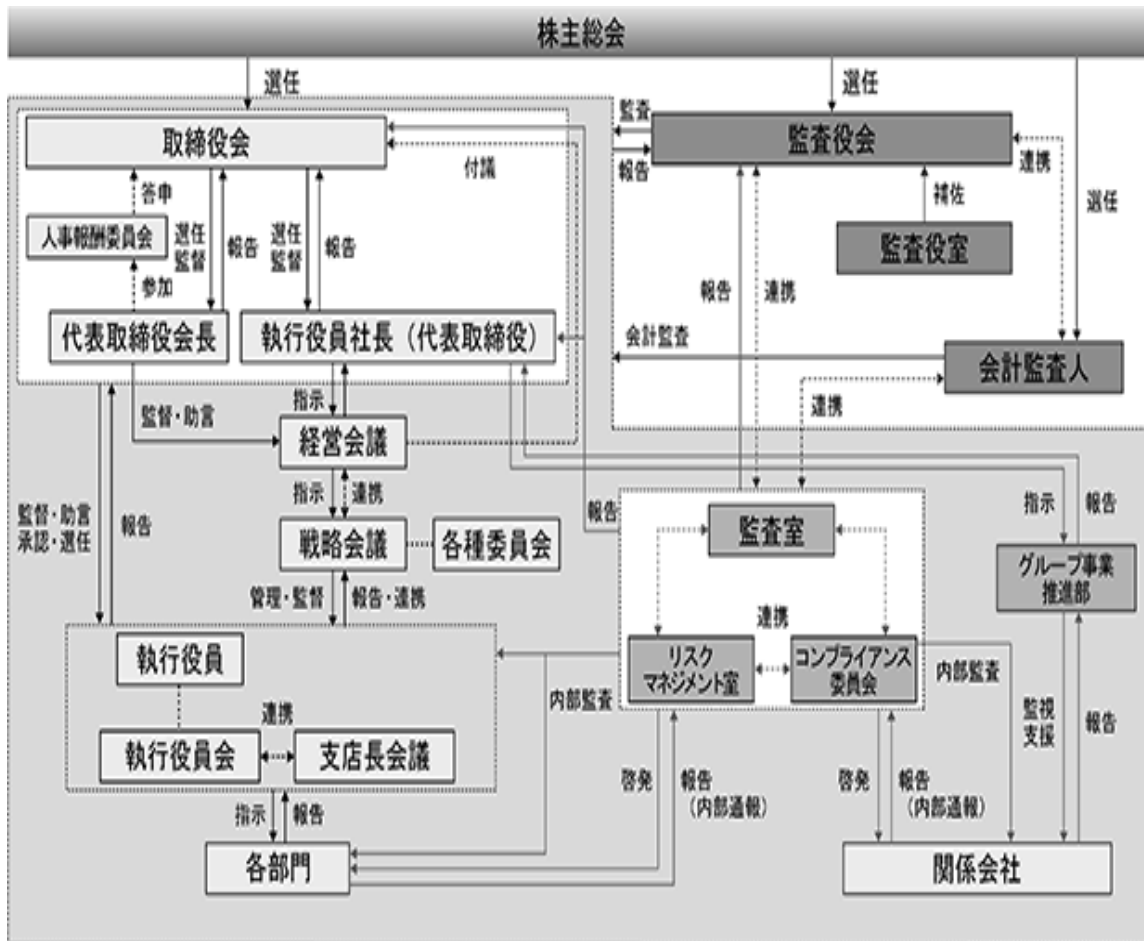 株主総会
選任
選任
選任
監査
報告
取締役会
監査役会
連携
付議
答申
補佐
人事報酬委員会
選任
監督
報告
選任
監督
報告
監査役室
参加
報告
連携
代表取締役会長
執行役員社長(代表取締役)
会計監査
会計監査人
指示
連携
監督・助言
経営会議
指示
連携
監督・助言
承認・選任
報告
報告
指示
報告
戦略会議
各種委員会
監査室
グループ事業
推進部
管理・監督
報告・連携
連携
執行役員
リスク
マネジメント室
コンプライアンス
委員会
内部監査
内部監査
連携
監視
支援
報告
執行役員会
支店長会議
啓発
報告
(内部通報)
啓発
報告
(内部通報)
指示
報告
各部門
関係会社